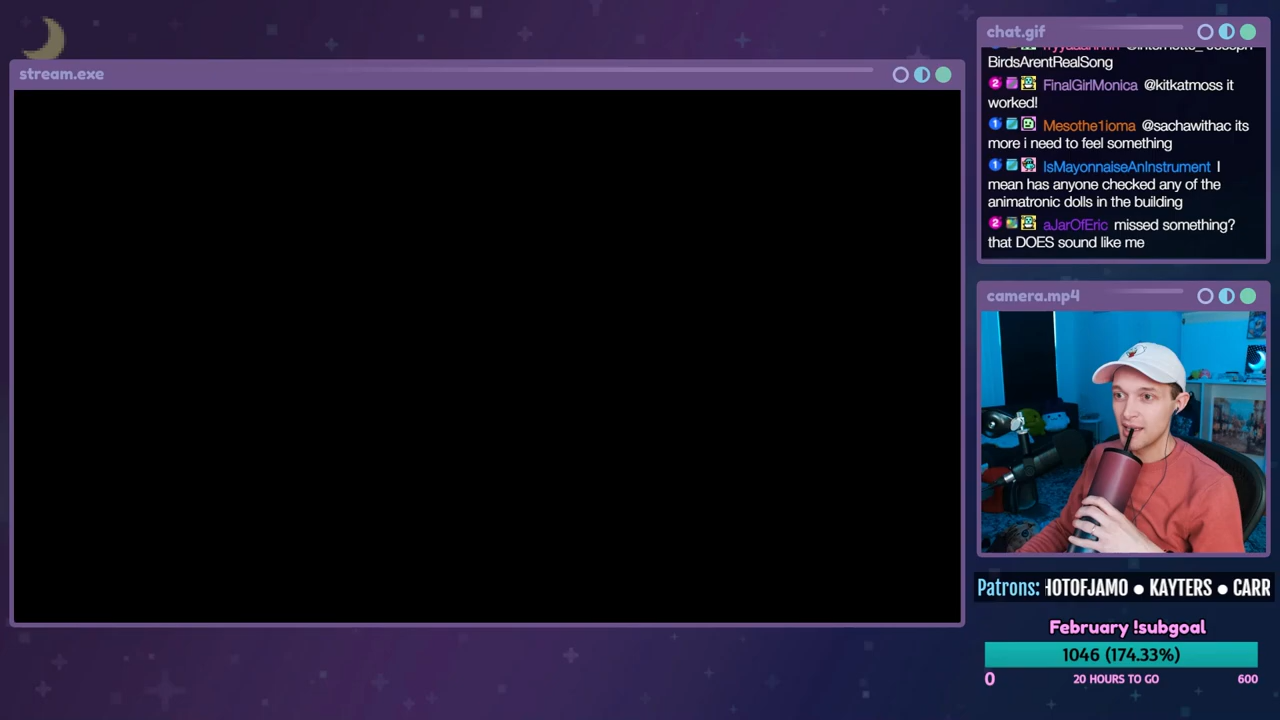 stream.exe
chat.gif
BirdsArentRealSong
FinalGirlMonica @kitkatmoss it
worked!
Mesothe1ioma @sachawithac its
more i need to feel something
IsMayonnaiseAnInstrument I
mean has anyone checked any of the
animatronic dolls in the building
aJarOfEric missed something?
that DOES sound like me
camera.mp4
Patrons: HOTOFJAMO ● KAYTERS ● CARR
February !subgoal
1046 (174.33%)
0 20 HOURS TO GO 600